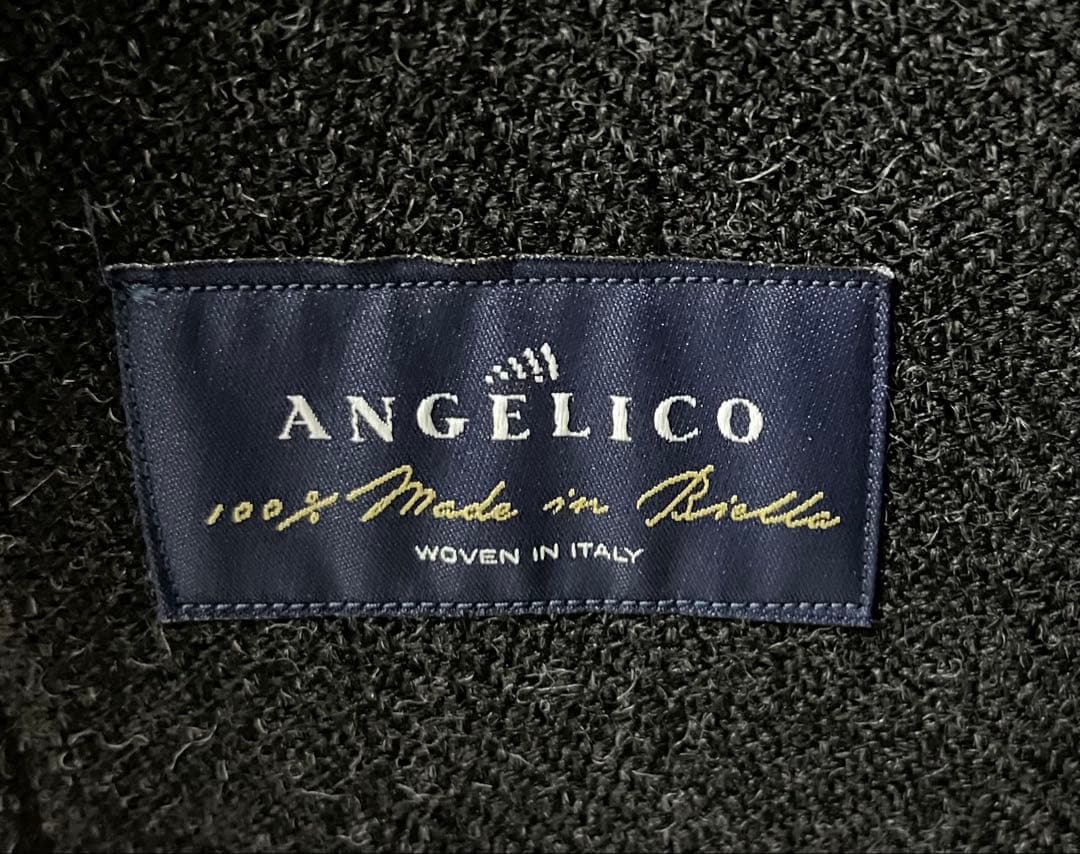 ANGELICO
100% Made in Biella
WOVEN IN ITALY